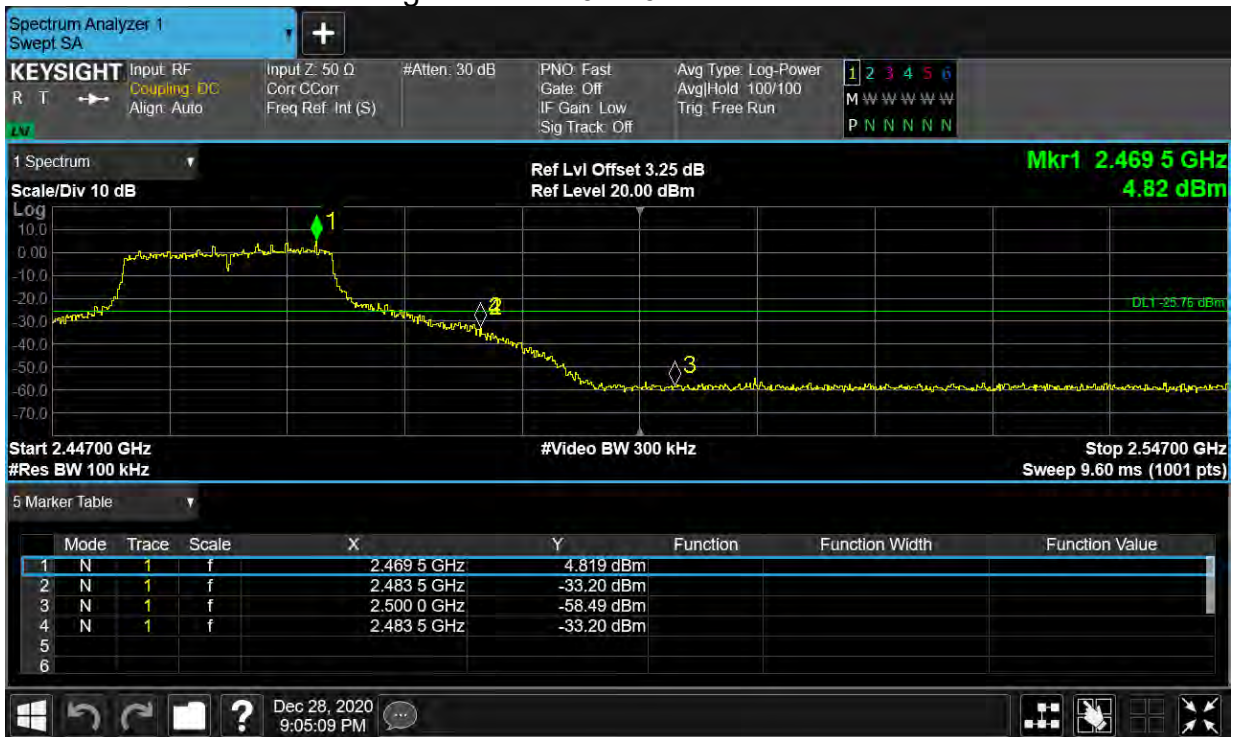 Spectrum Analyzer 1
Swept SA
+
KEYSIGHT Input: RF Input Z: 50 Ω #Atten: 30 dB PNO: Fast Avg Type: Log-Power 1 2 3 4 5 6
R T Coupling: DC Corr CCorr Gate: Off Avg|Hold: 100/100 M W W W W W W
Align: Auto Freq Ref: Int (S) IF Gain: Low Trig: Free Run
LXI Sig Track: Off P N N N N N N
1 Spectrum Ref Lvl Offset 3.25 dB Mkr1 2.469 5 GHz
Scale/Div 10 dB Ref Level 20.00 dBm 4.82 dBm
Log
10.0
1
0.00
-10.0
-20.0
DL1 -25.76 dBm
-30.0
-40.0
-50.0
3
-60.0
-70.0
Start 2.44700 GHz #Video BW 300 kHz Stop 2.54700 GHz
#Res BW 100 kHz Sweep 9.60 ms (1001 pts)
5 Marker Table
Mode Trace Scale X Y Function Function Width Function Value
1 N 1 f 2.469 5 GHz 4.819 dBm
2 N 1 f 2.483 5 GHz -33.20 dBm
3 N 1 f 2.500 0 GHz -58.49 dBm
4 N 1 f 2.483 5 GHz -33.20 dBm
5
6
? Dec 28, 2020
9:05:09 PM